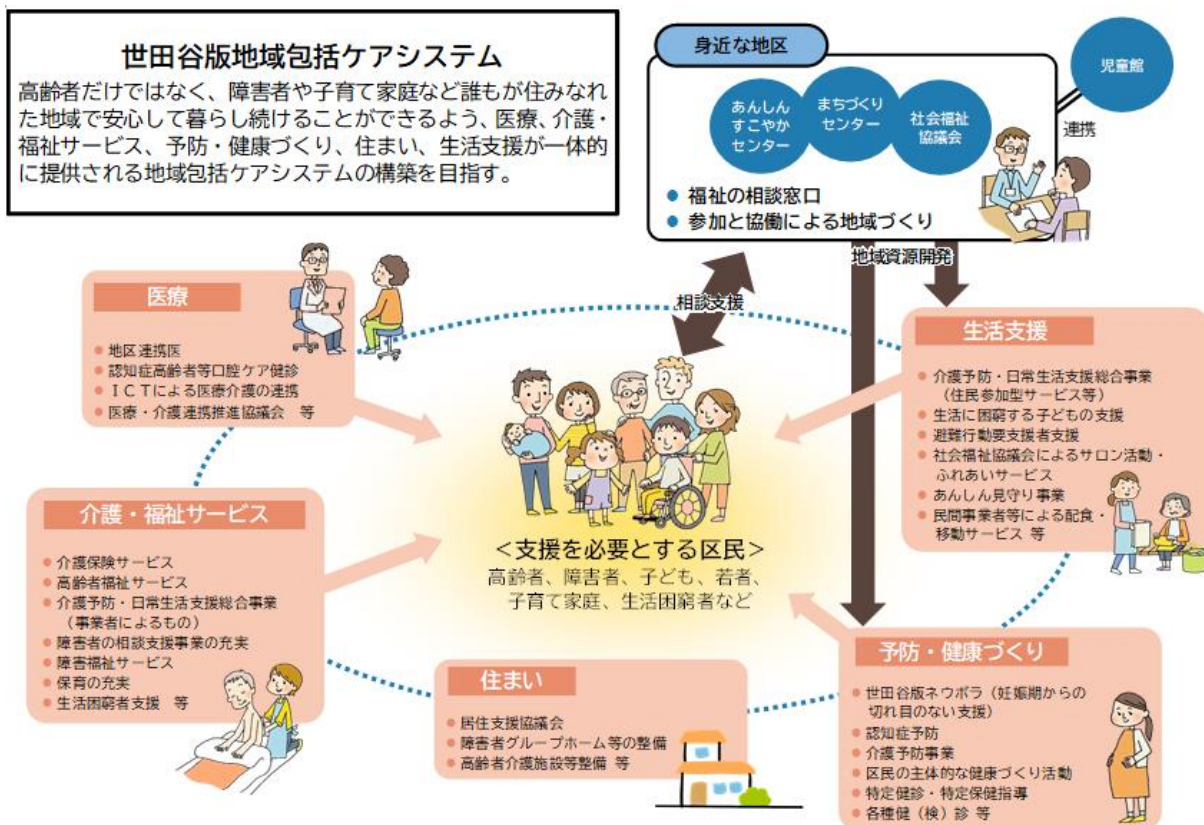 世田谷版地域包括ケアシステム
高齢者だけではなく、障害者や子育て家庭など誰もが住みなれ
た地域で安心して暮らし続けることができるよう、医療、介護・
福祉サービス、予防・健康づくり、住まい、生活支援が一体的
に提供される地域包括ケアシステムの構築を目指す。
身近な地区
あんしん
すこやか
センター
まちづくり
センター
社会福祉
協議会
児童館
連携
● 福祉の相談窓口
● 参加と協働による地域づくり
地域資源開発
相談支援
医療
● 地区連携医
● 認知症高齢者等口腔ケア健診
● ＩＣＴによる医療介護の連携
● 医療・介護連携推進協議会 等
生活支援
● 介護予防・日常生活支援総合事業
（住民参加型サービス等）
● 生活に困窮する子どもの支援
● 避難行動要支援者支援
● 社会福祉協議会によるサロン活動・
ふれあいサービス
● あんしん見守り事業
● 民間事業者等による配食・
移動サービス 等
介護・福祉サービス
● 介護保険サービス
● 高齢者福祉サービス
● 介護予防・日常生活支援総合事業
（事業者によるもの）
● 障害者の相談支援事業の充実
● 障害福祉サービス
● 保育の充実
● 生活困窮者支援 等
＜支援を必要とする区民＞
高齢者、障害者、子ども、若者、
子育て家庭、生活困窮者など
住まい
● 居住支援協議会
● 障害者グループホーム等の整備
● 高齢者介護施設等整備 等
予防・健康づくり
● 世田谷版ネウボラ（妊娠期からの
切れ目のない支援）
● 認知症予防
● 介護予防事業
● 区民の主体的な健康づくり活動
● 特定健診・特定保健指導
● 各種健（検）診 等